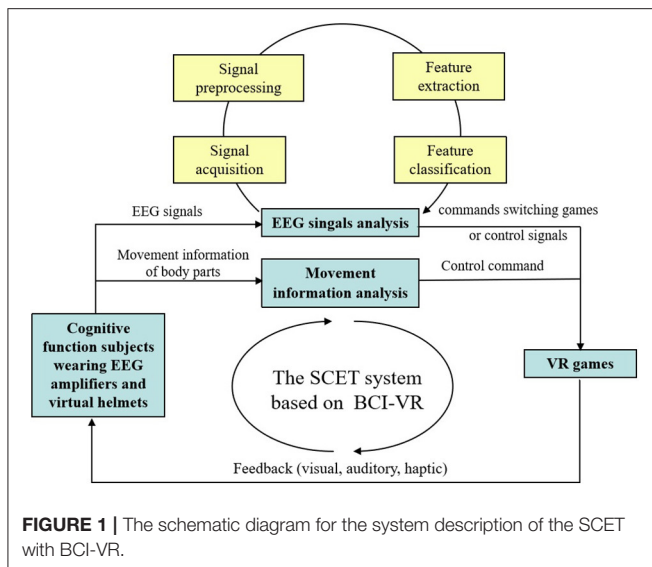 Signal
preprocessing
Feature
extraction
Signal
acquisition
Feature
classification
EEG signals
EEG singals analysis
commands switching games
or control signals
Movement information
of body parts
Movement
information analysis
Control command
Cognitive
function subjects
wearing EEG
amplifiers and
virtual helmets
The SCET system
based on BCI-VR
VR games
Feedback (visual, auditory, haptic)
FIGURE 1 | The schematic diagram for the system description of the SCET
with BCI-VR.